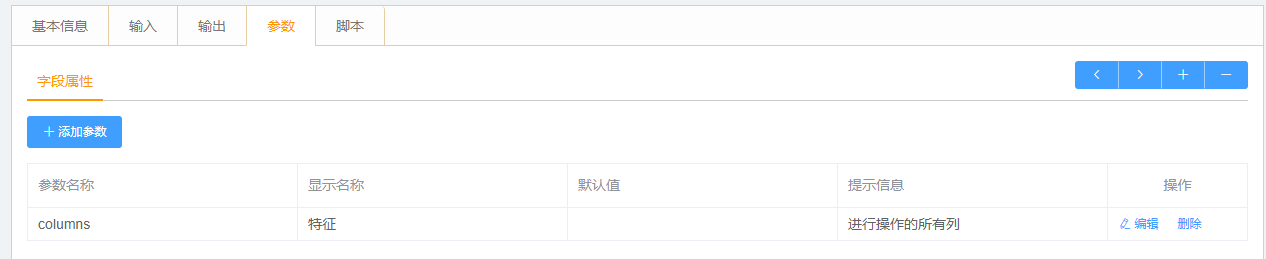 基本信息 输入 输出 参数 脚本
字段属性
添加参数
参数名称 显示名称 默认值 提示信息 操作
columns 特征 进行操作的所有列 编辑 删除